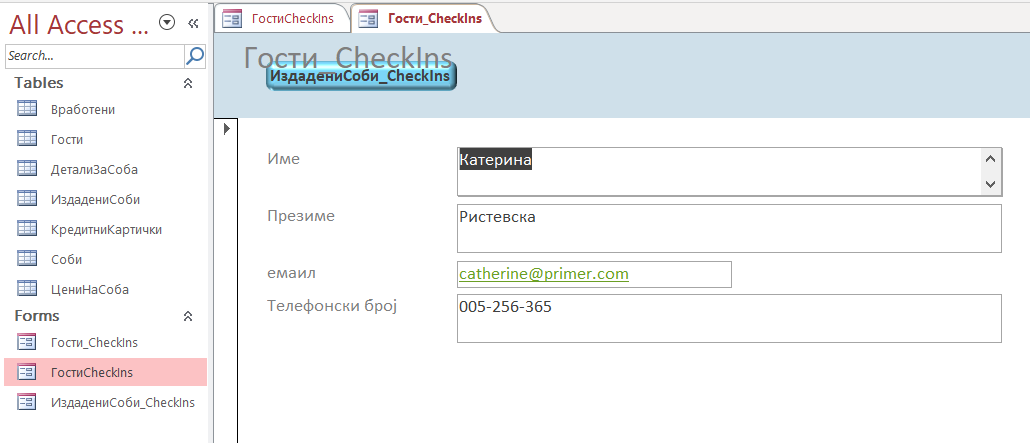 All Access ...
Search...
Tables
Вработени
Гости
ДеталиЗаСоба
ИздадениСоби
КредитниКартички
Соби
ЦениНаСоба
Forms
Гости_CheckIns
ГостиCheckIns
ИздадениСоби_CheckIns
ГостиCheckIns
Гости_CheckIns
Гости_CheckIns
ИздадениСоби_CheckIns
Име
Катерина
Презиме
Ристевска
емаил
catherine@primer.com
Телефонски број
005-256-365